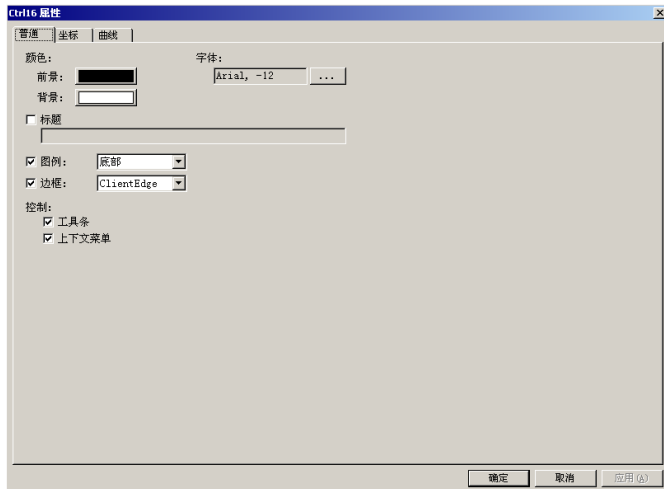 Ctrl16 属性
普通 坐标 曲线
颜色: 字体:
前景: Arial, -12 ...
背景:
标题
图例: 底部
边框: ClientEdge
控制:
工具条
上下文菜单
确定 取消 应用(A)